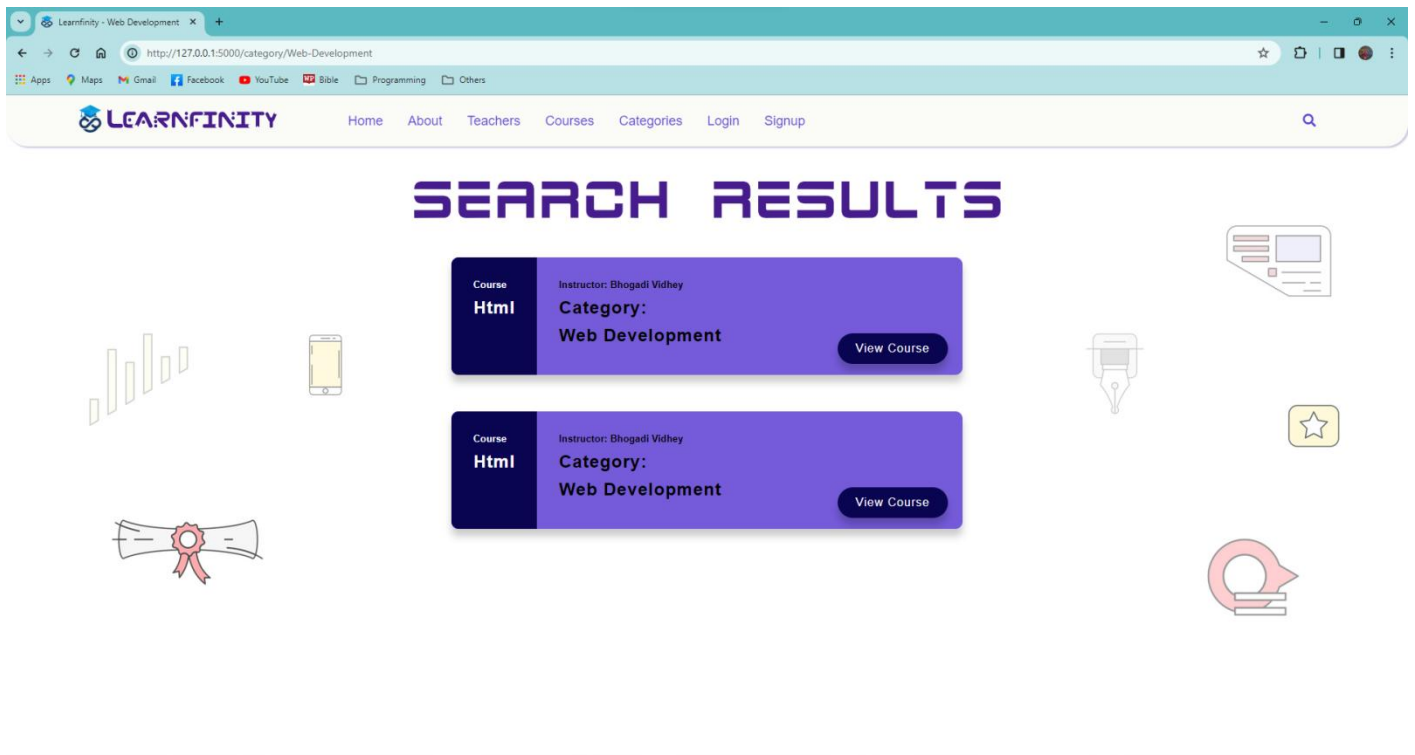 Learnfinity - Web Development
http://127.0.0.1:5000/category/Web-Development
Apps Maps Gmail Facebook YouTube Bible Programming Others
LEARNFINITY Home About Teachers Courses Categories Login Signup
SEARCH RESULTS
Course
Html
Instructor: Bhogadi Vidhey
Category:
Web Development
View Course
Course
Html
Instructor: Bhogadi Vidhey
Category:
Web Development
View Course